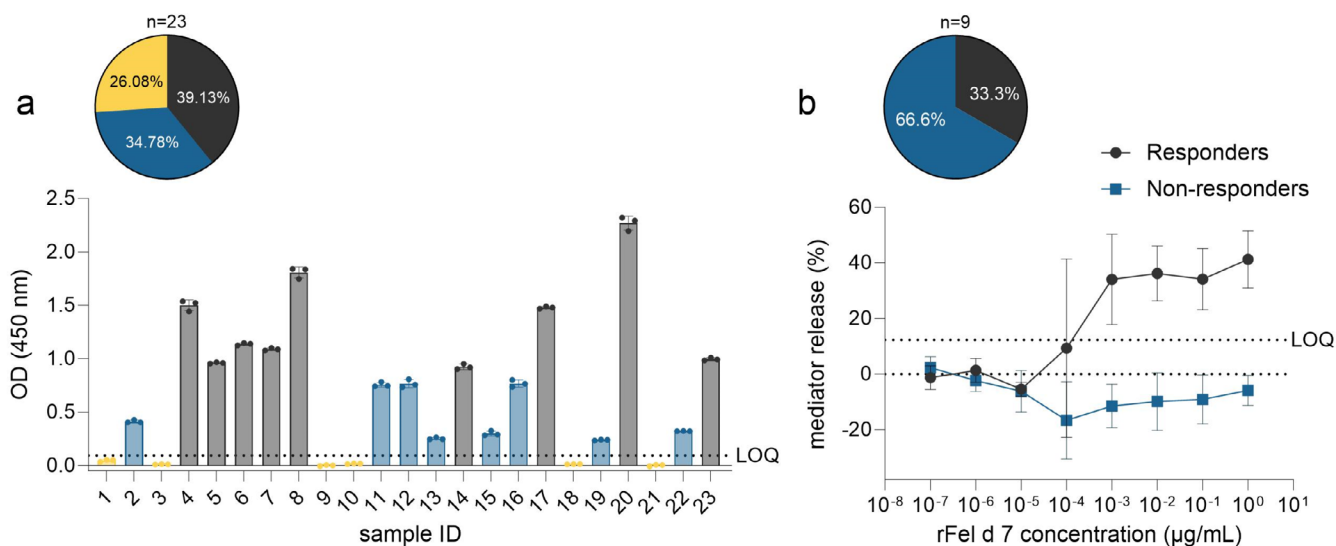 n=23
26.08%
39.13%
34.78%
a
2.5
2.0
1.5
1.0
0.5
0.0
OD (450 nm)
LOQ
1 2 3 4 5 6 7 8 9 10 11 12 13 14 15 16 17 18 19 20 21 22 23
sample ID
n=9
33.3%
66.6%
b
Responders
Non-responders
60
40
20
0
-20
mediator release (%)
LOQ
10⁻⁸ 10⁻⁷ 10⁻⁶ 10⁻⁵ 10⁻⁴ 10⁻³ 10⁻² 10⁻¹ 10⁰ 10¹
rFel d 7 concentration (µg/mL)